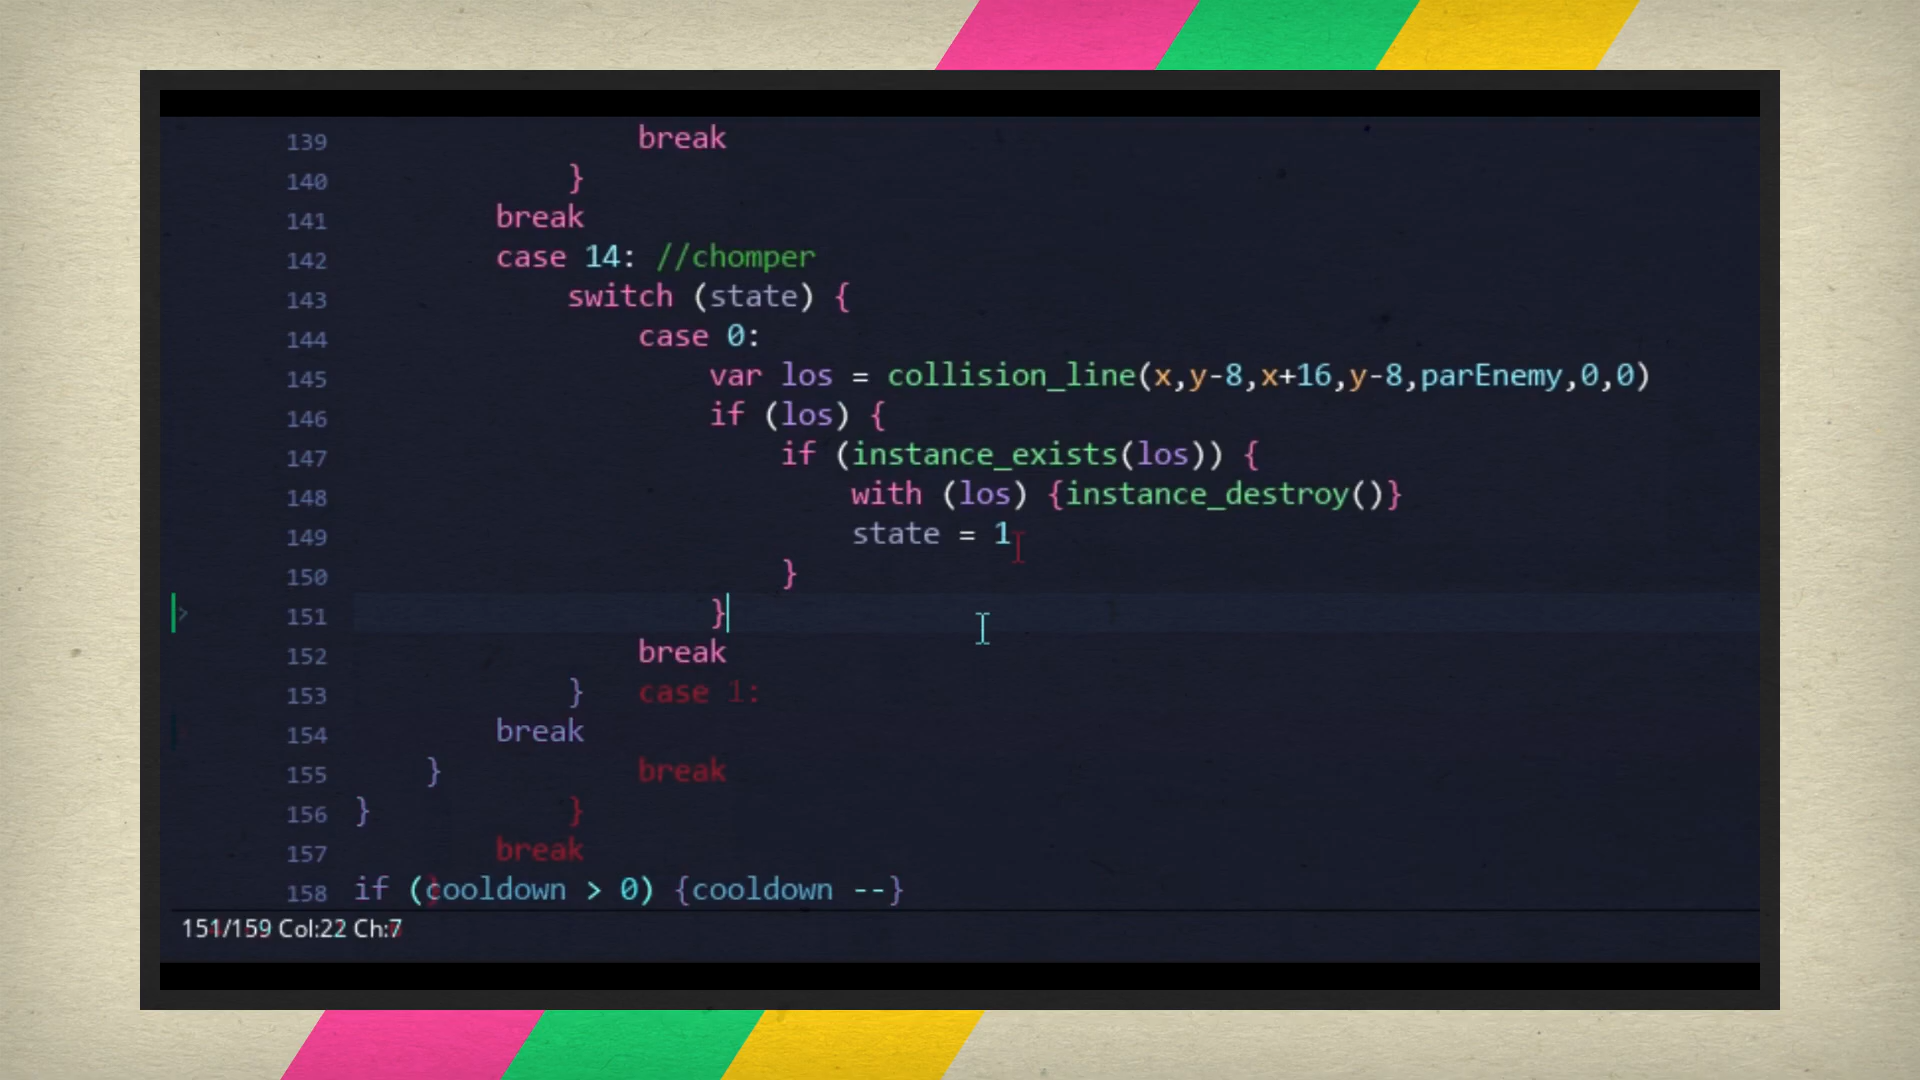 139 break
140 }
141 break
142 case 14: //chomper
143 switch (state) {
144 case 0:
145 var los = collision_line(x,y-8,x+16,y-8,parEnemy,0,0)
146 if (los) {
147 if (instance_exists(los)) {
148 with (los) {instance_destroy()}
149 state = 1
150 }
151 }
152 break
153 } case 1:
154 break
155 } break
156 } }
157 break
158 if (cooldown > 0) {cooldown --}
151/159 Col:22 Ch:7